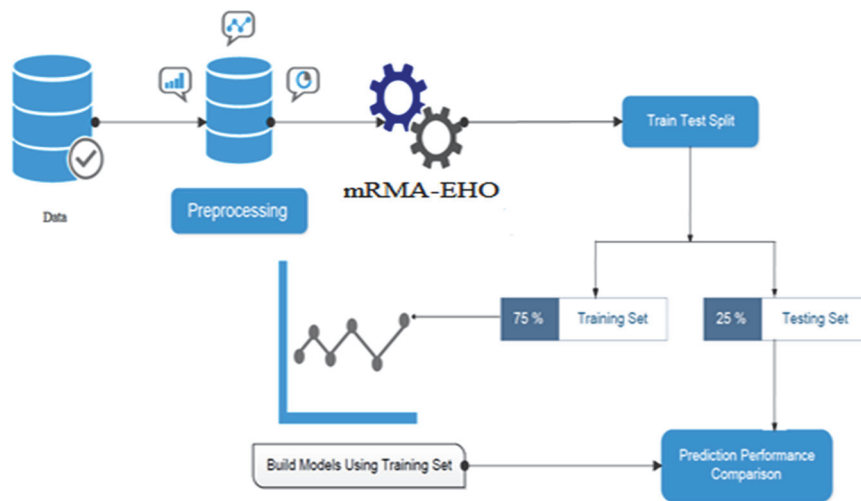 Data
Preprocessing
mRMA-EHO
Train Test Split
75 %
Training Set
25 %
Testing Set
Build Models Using Training Set
Prediction Performance
Comparison